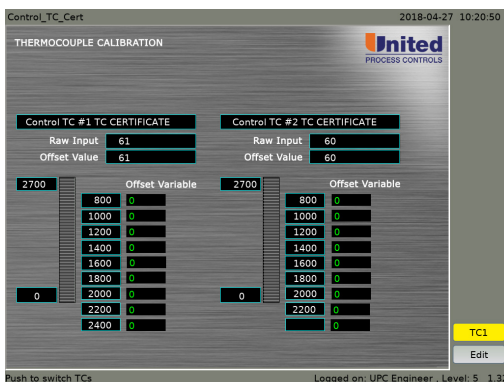 Control_TC_Cert 2018-04-27 10:20:50
THERMOCOUPLE CALIBRATION
United
PROCESS CONTROLS
Control TC #1 TC CERTIFICATE Control TC #2 TC CERTIFICATE
Raw Input 61 Raw Input 60
Offset Value 61 Offset Value 60
2700 Offset Variable 2700 Offset Variable
800 0 800 0
1000 0 1000 0
1200 0 1200 0
1400 0 1400 0
1600 0 1600 0
1800 0 1800 0
0 2000 0 0 2000 0
2200 0 2200 0
2400 0 0
TC1
Edit
Push to switch TCs Logged on: UPC Engineer , Level: 5